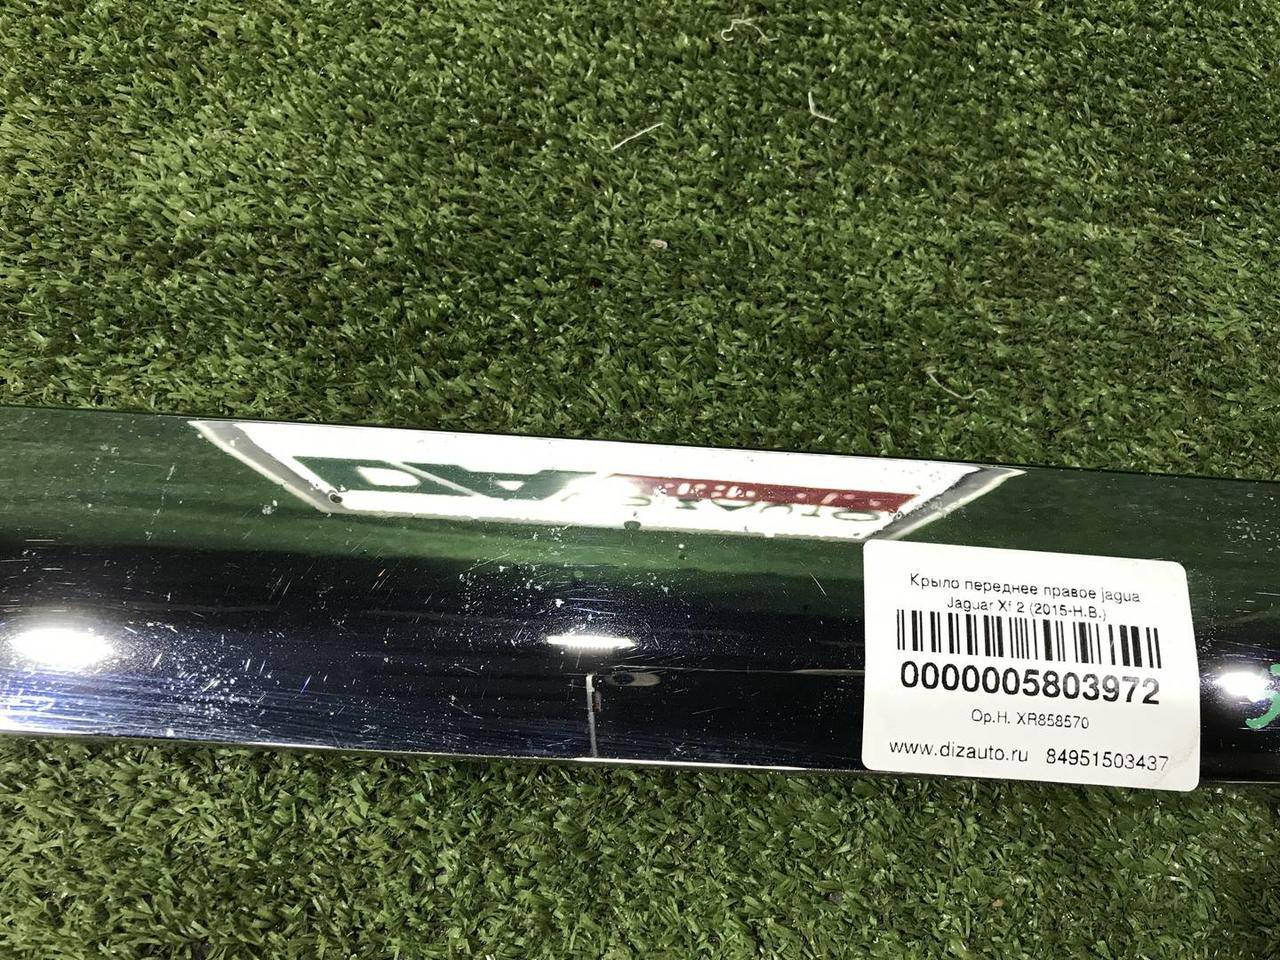 Крыло переднее правое jagua
Jaguar Xf 2 (2015-Н.В.)
0000005803972
Ор.Н. XR858570
www.dizauto.ru 84951503437